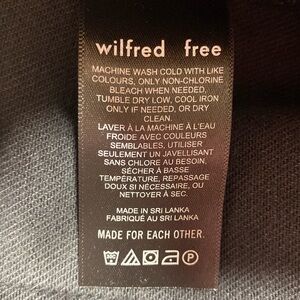 wilfred free
MACHINE WASH COLD WITH LIKE
COLOURS, ONLY NON-CHLORINE
BLEACH WHEN NEEDED,
TUMBLE DRY LOW, COOL IRON
ONLY IF NEEDED, OR DRY
CLEAN.
LAVER À LA MACHINE À L'EAU
FROIDE AVEC COULEURS
SEMBLABLES, UTILISER
SEULEMENT UN JAVELLISANT
SANS CHLORE AU BESOIN,
SÉCHER À BASSE
TEMPÉRATURE, REPASSAGE
DOUX SI NÉCESSAIRE, OU
NETTOYER À SEC.
MADE IN SRI LANKA
FABRIQUÉ AU SRI LANKA
MADE FOR EACH OTHER.